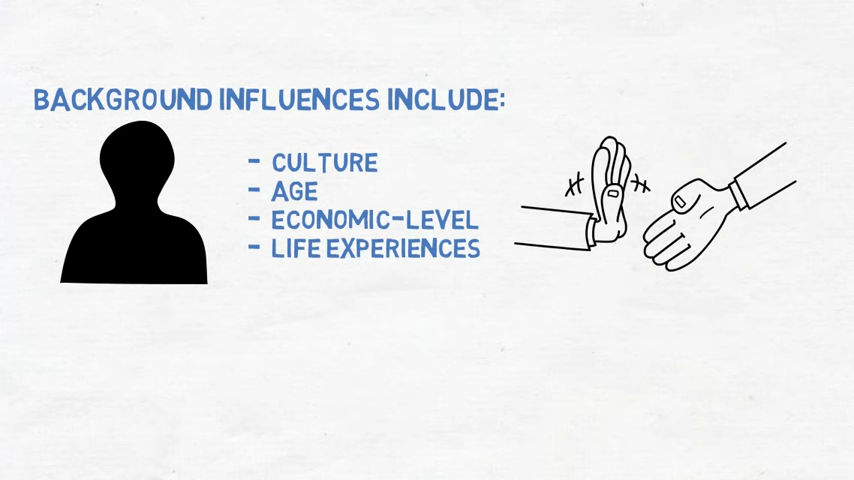 BACKGROUND INFLUENCES INCLUDE:
- CULTURE
- AGE
- ECONOMIC-LEVEL
- LIFE EXPERIENCES